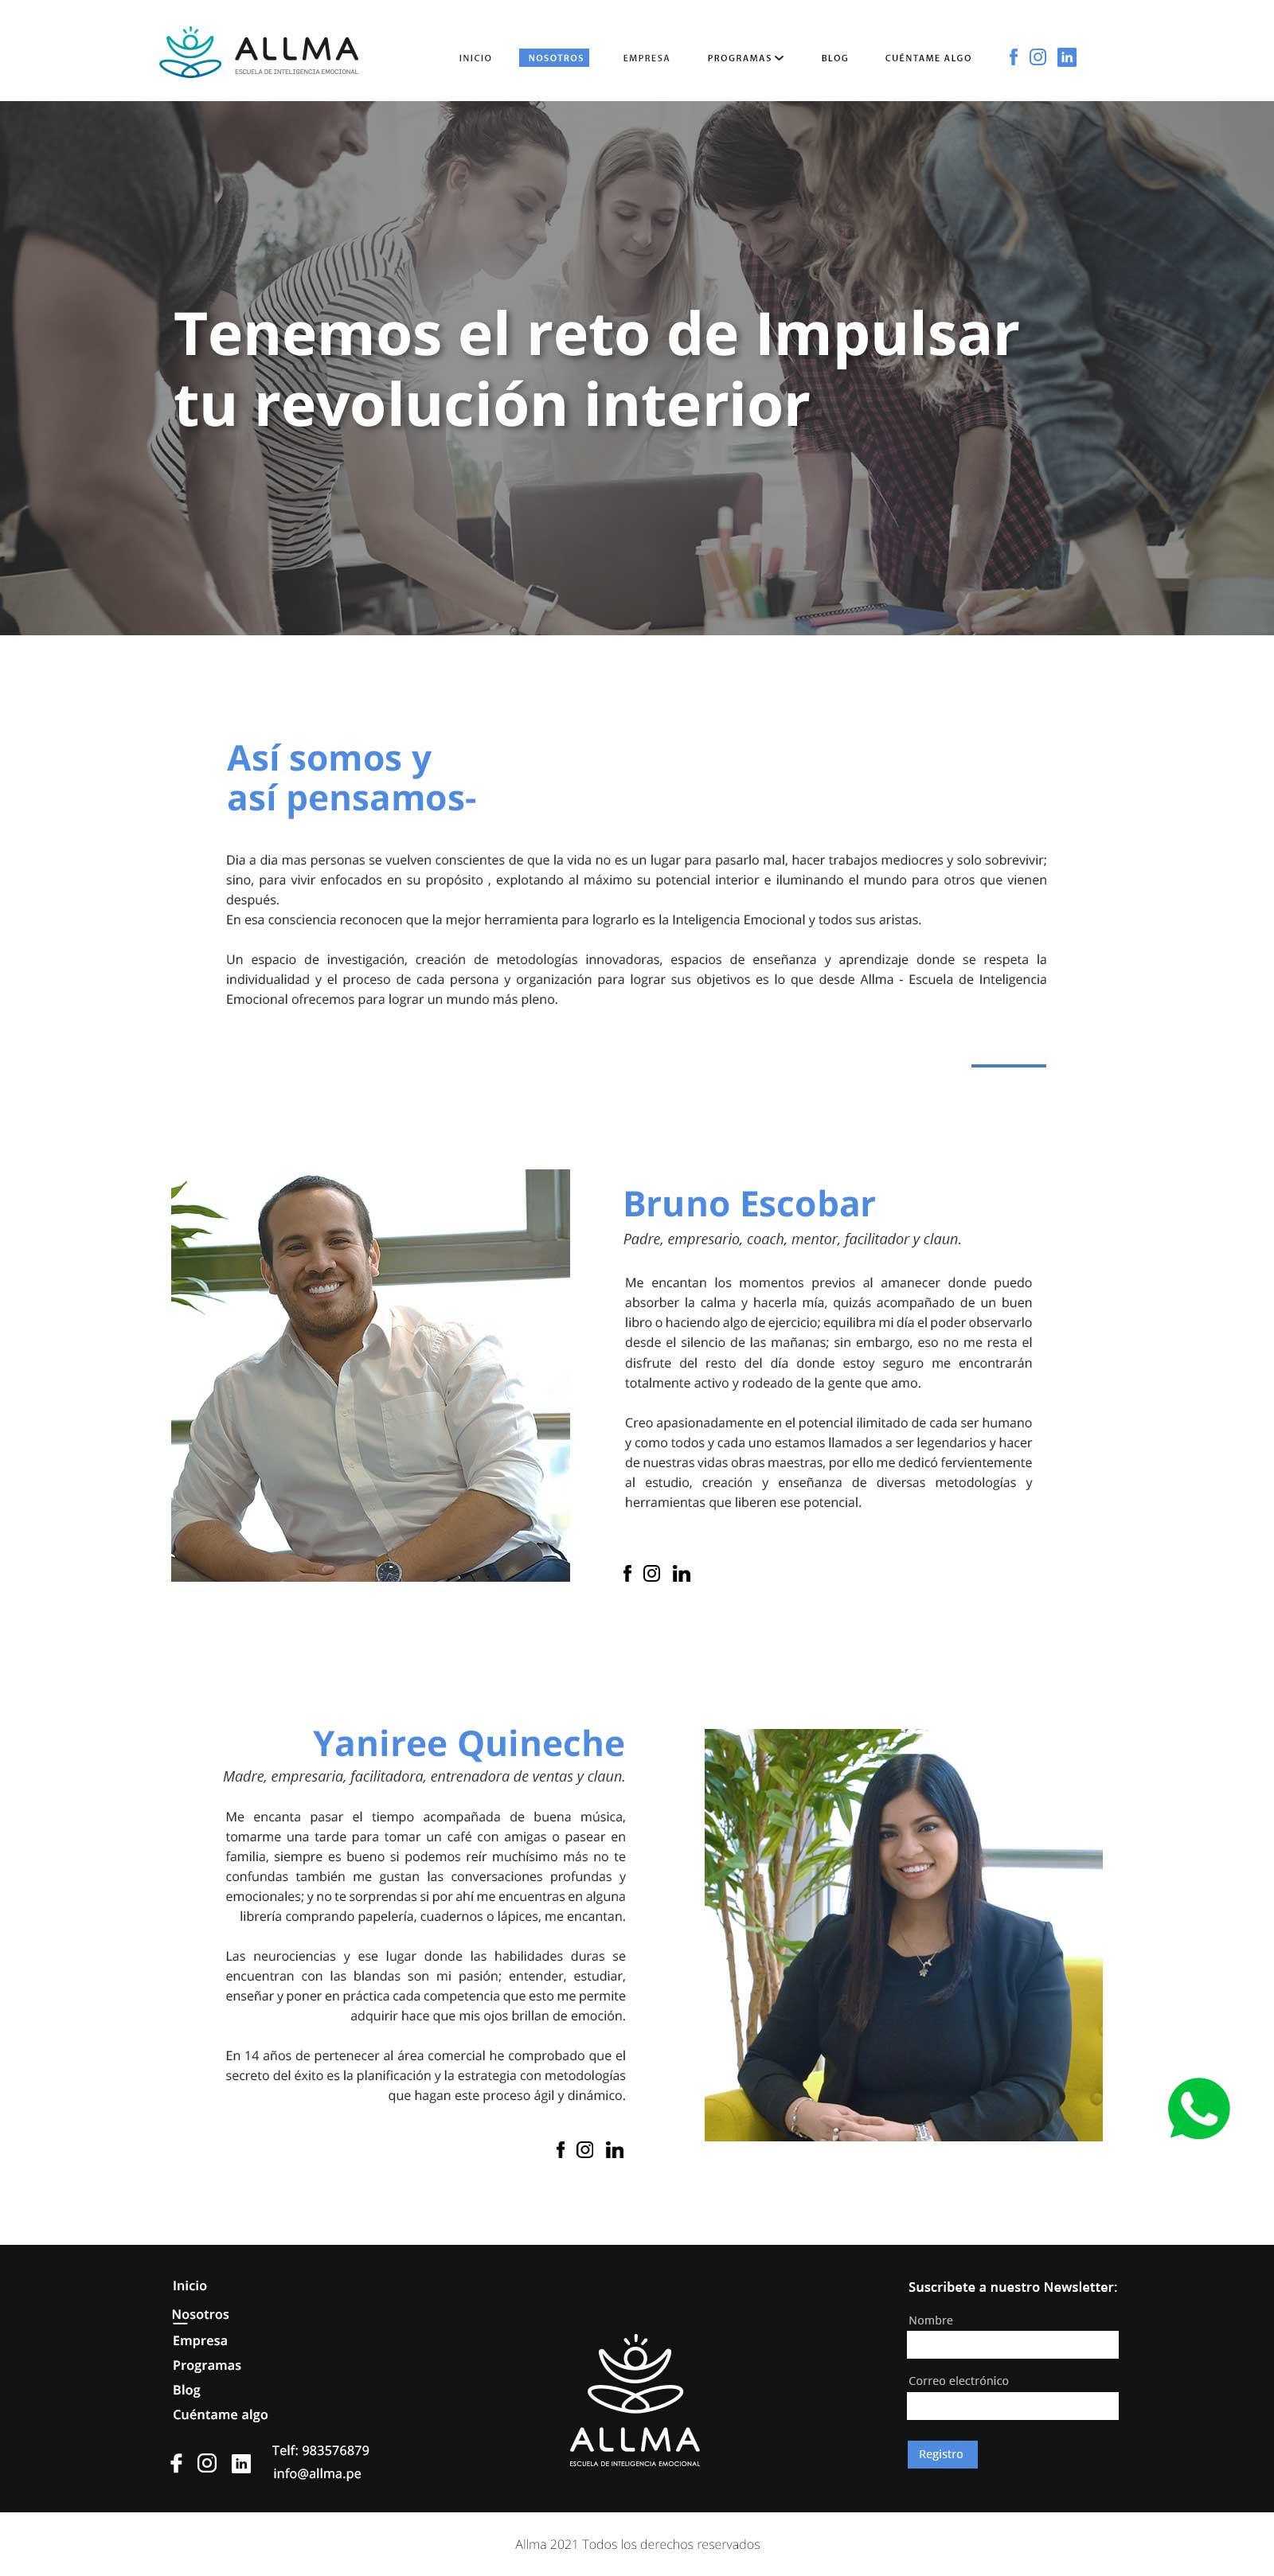 ALLMA
ESCUELA DE INTELIGENCIA EMOCIONAL
INICIO
NOSOTROS
EMPRESA
PROGRAMAS
BLOG
CUÉNTAME ALGO
Tenemos el reto de Impulsar
tu revolución interior
Así somos y
así pensamos-
Dia a dia mas personas se vuelven conscientes de que la vida no es un lugar para pasarlo mal, hacer trabajos mediocres y solo sobrevivir;
sino, para vivir enfocados en su propósito , explotando al máximo su potencial interior e iluminando el mundo para otros que vienen
después.
En esa consciencia reconocen que la mejor herramienta para lograrlo es la Inteligencia Emocional y todos sus aristas.
Un espacio de investigación, creación de metodologías innovadoras, espacios de enseñanza y aprendizaje donde se respeta la
individualidad y el proceso de cada persona y organización para lograr sus objetivos es lo que desde Allma - Escuela de Inteligencia
Emocional ofrecemos para lograr un mundo más pleno.
Bruno Escobar
Padre, empresario, coach, mentor, facilitador y claun.
Me encantan los momentos previos al amanecer donde puedo
absorber la calma y hacerla mía, quizás acompañado de un buen
libro o haciendo algo de ejercicio; equilibra mi día el poder observarlo
desde el silencio de las mañanas; sin embargo, eso no me resta el
disfrute del resto del día donde estoy seguro me encontrarán
totalmente activo y rodeado de la gente que amo.
Creo apasionadamente en el potencial ilimitado de cada ser humano
y como todos y cada uno estamos llamados a ser legendarios y hacer
de nuestras vidas obras maestras, por ello me dedicó fervientemente
al estudio, creación y enseñanza de diversas metodologías y
herramientas que liberen ese potencial.
Yaniree Quineche
Madre, empresaria, facilitadora, entrenadora de ventas y claun.
Me encanta pasar el tiempo acompañada de buena música,
tomarme una tarde para tomar un café con amigas o pasear en
familia, siempre es bueno si podemos reír muchísimo más no te
confundas también me gustan las conversaciones profundas y
emocionales; y no te sorprendas si por ahí me encuentras en alguna
librería comprando papelería, cuadernos o lápices, me encantan.
Las neurociencias y ese lugar donde las habilidades duras se
encuentran con las blandas son mi pasión; entender, estudiar,
enseñar y poner en práctica cada competencia que esto me permite
adquirir hace que mis ojos brillan de emoción.
En 14 años de pertenecer al área comercial he comprobado que el
secreto del éxito es la planificación y la estrategia con metodologías
que hagan este proceso ágil y dinámico.
Inicio
Nosotros
Empresa
Programas
Blog
Cuéntame algo
Telf: 983576879
info@allma.pe
ALLMA
ESCUELA DE INTELIGENCIA EMOCIONAL
Suscribete a nuestro Newsletter:
Nombre
Correo electrónico
Registro
Allma 2021 Todos los derechos reservados